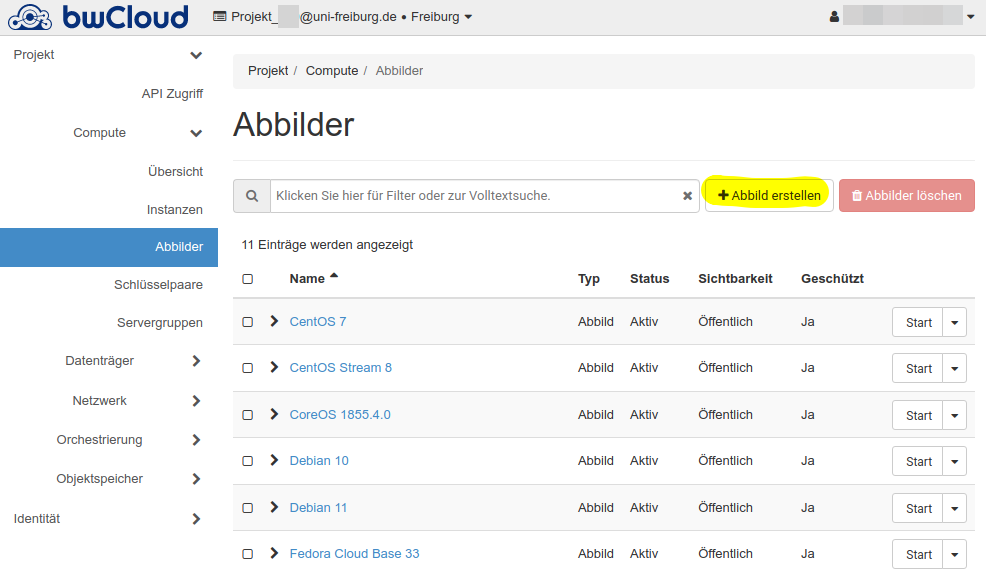 bwCloud Projekt_ @uni-freiburg.de • Freiburg
Projekt
API Zugriff
Compute
Übersicht
Instanzen
Abbilder
Schlüsselpaare
Servergruppen
Datenträger
Netzwerk
Orchestrierung
Objektspeicher
Identität
Projekt / Compute / Abbilder
Abbilder
Klicken Sie hier für Filter oder zur Volltextsuche. Abbild erstellen Abbilder löschen
11 Einträge werden angezeigt
Name Typ Status Sichtbarkeit Geschützt
CentOS 7 Abbild Aktiv Öffentlich Ja Start
CentOS Stream 8 Abbild Aktiv Öffentlich Ja Start
CoreOS 1855.4.0 Abbild Aktiv Öffentlich Ja Start
Debian 10 Abbild Aktiv Öffentlich Ja Start
Debian 11 Abbild Aktiv Öffentlich Ja Start
Fedora Cloud Base 33 Abbild Aktiv Öffentlich Ja Start